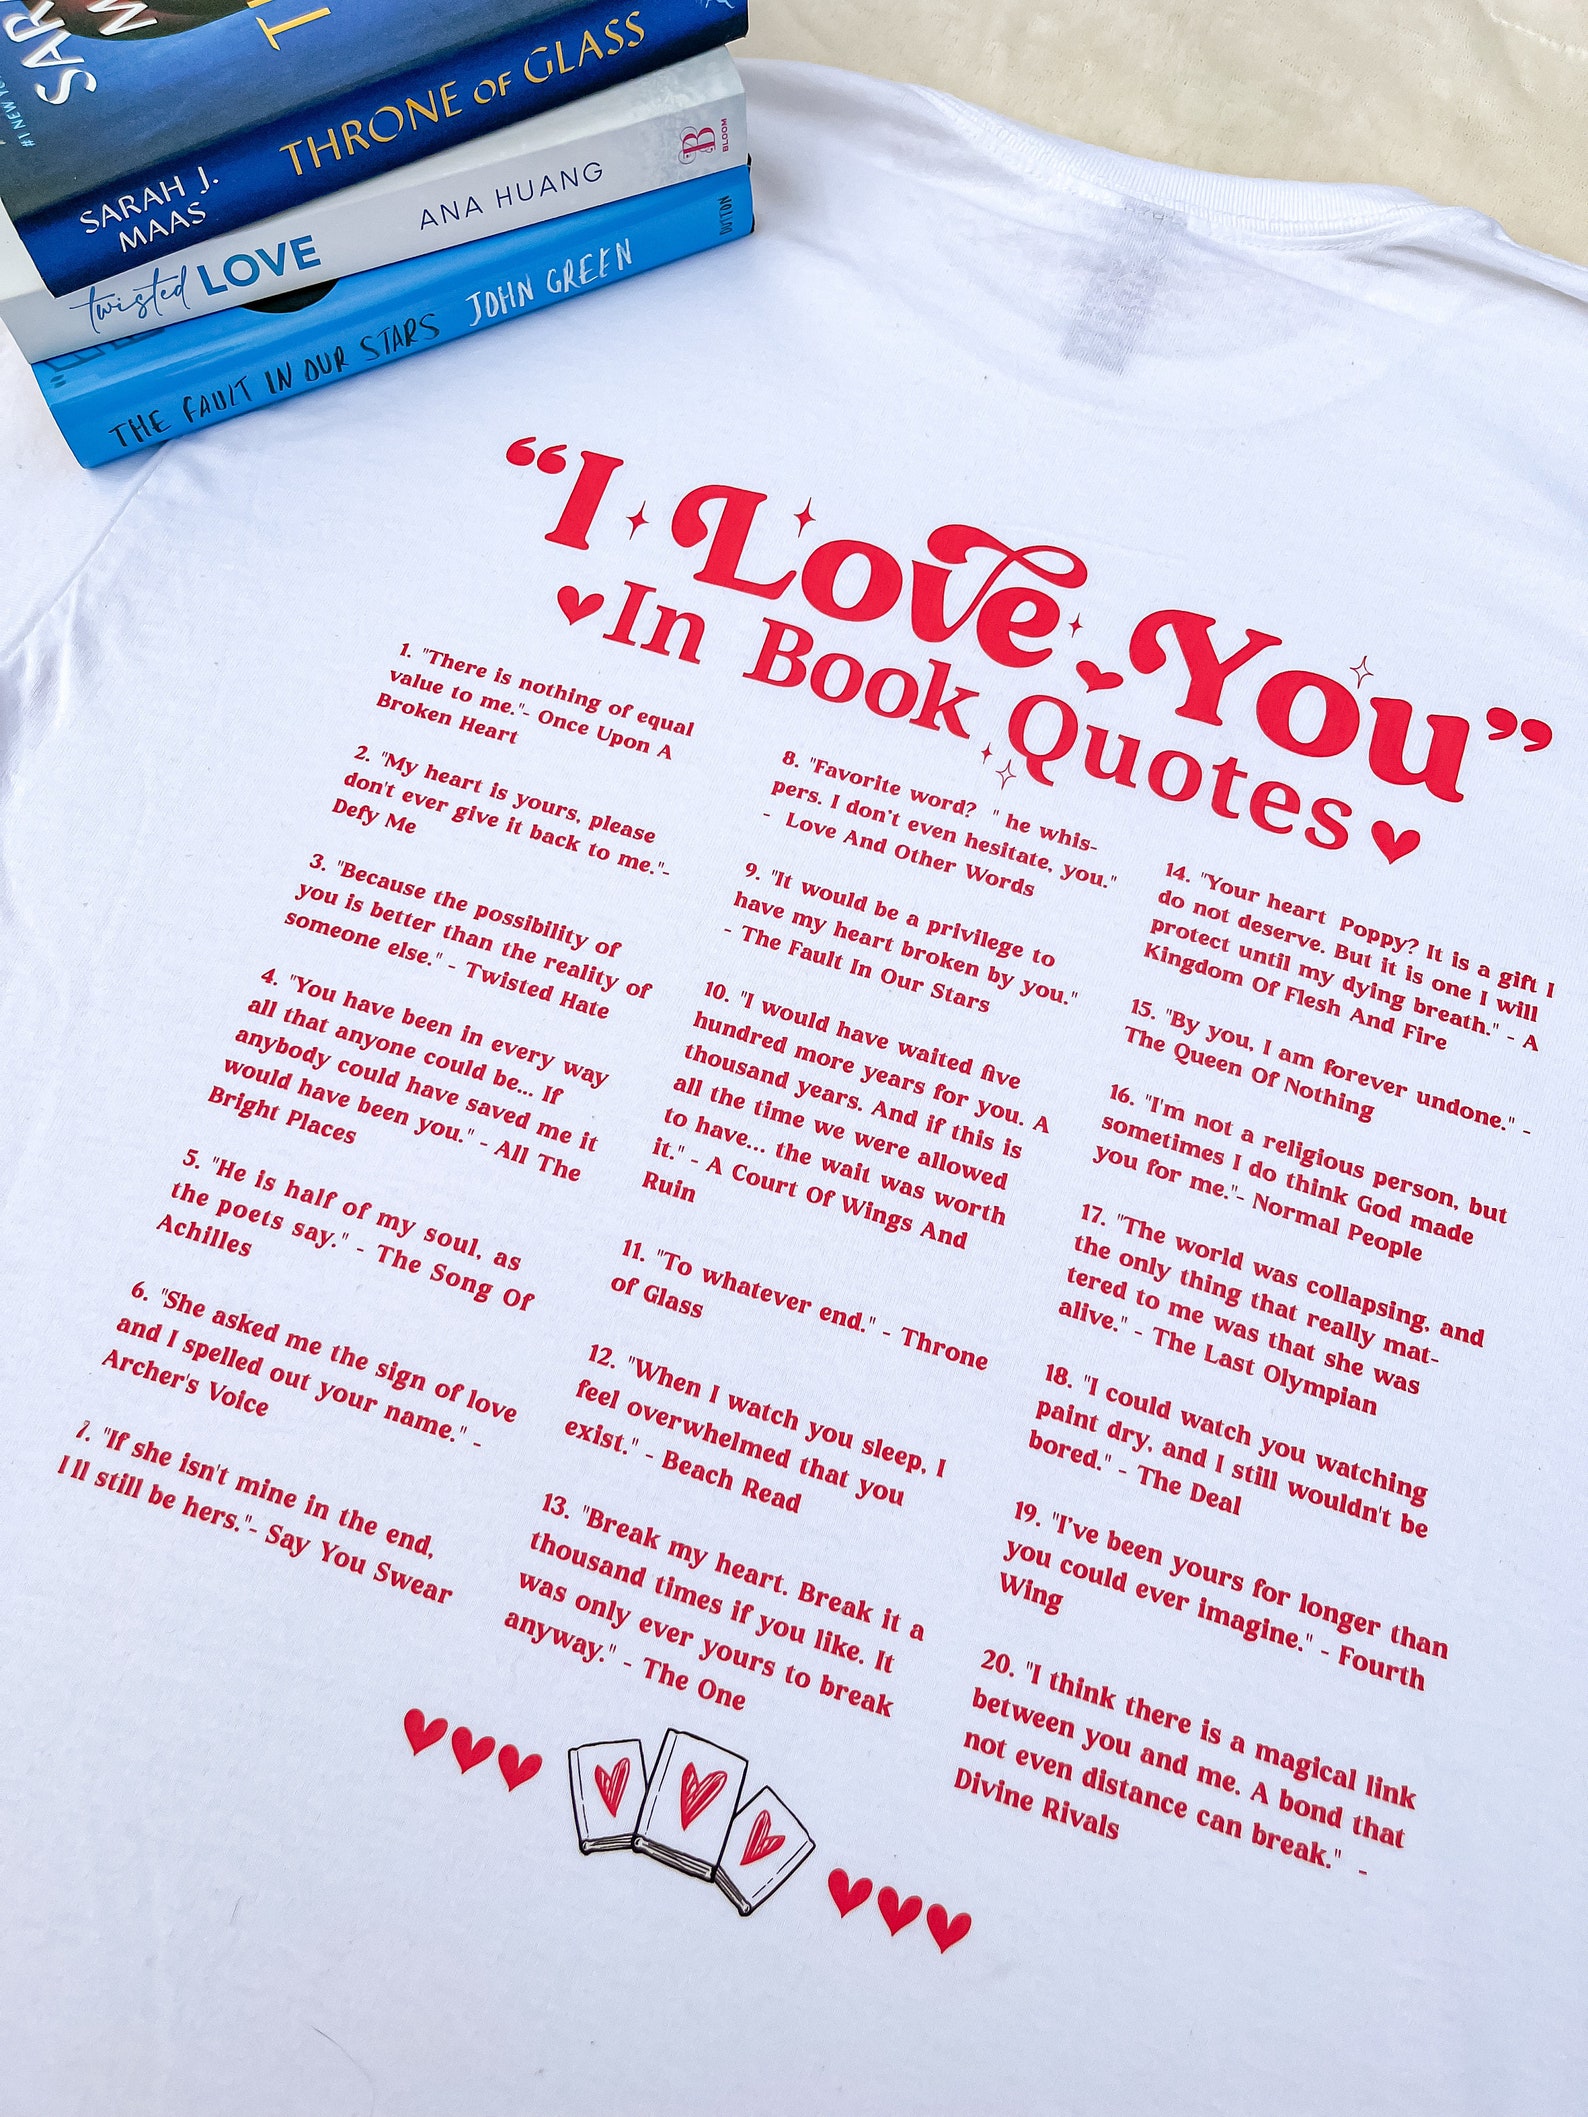 SAR
M
T
#1 NEW YO
SARAH J.
MAAS
THRONE OF GLASS
twisted LOVE
ANA HUANG
B
BLOOM
THE FAULT IN OUR STARS
JOHN GREEN
DUTTON
“I Love You”
In Book Quotes
1. "There is nothing of equal
value to me."- Once Upon A
Broken Heart
2. "My heart is yours, please
don't ever give it back to me."-
Defy Me
3. "Because the possibility of
you is better than the reality of
someone else." - Twisted Hate
4. "You have been in every way
all that anyone could be... If
anybody could have saved me it
would have been you." - All The
Bright Places
5. "He is half of my soul, as
the poets say." - The Song Of
Achilles
6. "She asked me the sign of love
and I spelled out your name." -
Archer's Voice
7. "If she isn't mine in the end,
I'll still be hers."- Say You Swear
8. "Favorite word? " he whis-
pers. I don't even hesitate, you."
- Love And Other Words
9. "It would be a privilege to
have my heart broken by you."
- The Fault In Our Stars
10. "I would have waited five
hundred more years for you. A
thousand years. And if this is
all the time we were allowed
to have... the wait was worth
it." - A Court Of Wings And
Ruin
11. "To whatever end." - Throne
of Glass
12. "When I watch you sleep, I
feel overwhelmed that you
exist." - Beach Read
13. "Break my heart. Break it a
thousand times if you like. It
was only ever yours to break
anyway." - The One
14. "Your heart Poppy? It is a gift I
do not deserve. But it is one I will
protect until my dying breath." - A
Kingdom Of Flesh And Fire
15. "By you, I am forever undone." -
The Queen Of Nothing
16. "I'm not a religious person, but
sometimes I do think God made
you for me."- Normal People
17. "The world was collapsing, and
the only thing that really mat-
tered to me was that she was
alive." - The Last Olympian
18. "I could watch you watching
paint dry, and I still wouldn't be
bored." - The Deal
19. "I've been yours for longer than
you could ever imagine." - Fourth
Wing
20. "I think there is a magical link
between you and me. A bond that
not even distance can break." -
Divine Rivals